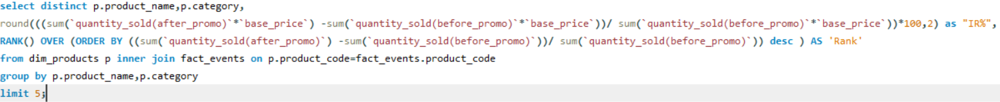 select distinct p.product_name,p.category,
round(((sum(`quantity_sold(after_promo)`*`base_price`) -sum(`quantity_sold(before_promo)`*`base_price`))/ sum(`quantity_sold(before_promo)`*`base_price`))*100,2) as "IR%",
RANK() OVER (ORDER BY ((sum(`quantity_sold(after_promo)`) -sum(`quantity_sold(before_promo)`))/ sum(`quantity_sold(before_promo)`)) desc ) AS 'Rank'
from dim_products p inner join fact_events on p.product_code=fact_events.product_code
group by p.product_name,p.category
limit 5;